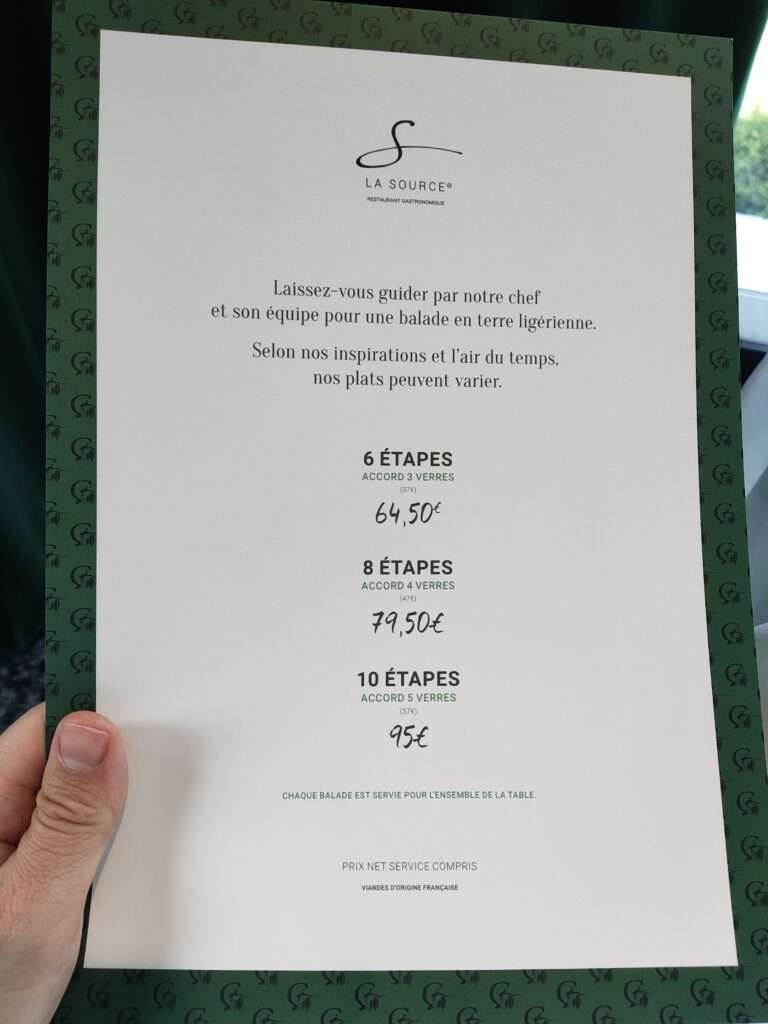 LA SOURCE®
RESTAURANT GASTRONOMIQUE
Laissez-vous guider par notre chef
et son équipe pour une balade en terre ligérienne.
Selon nos inspirations et l'air du temps,
nos plats peuvent varier.
6 ÉTAPES
ACCORD 3 VERRES
(37€)
64,50€
8 ÉTAPES
ACCORD 4 VERRES
(47€)
79,50€
10 ÉTAPES
ACCORD 5 VERRES
(57€)
95€
CHAQUE BALADE EST SERVIE POUR L'ENSEMBLE DE LA TABLE.
PRIX NET SERVICE COMPRIS
VIANDES D'ORIGINE FRANÇAISE